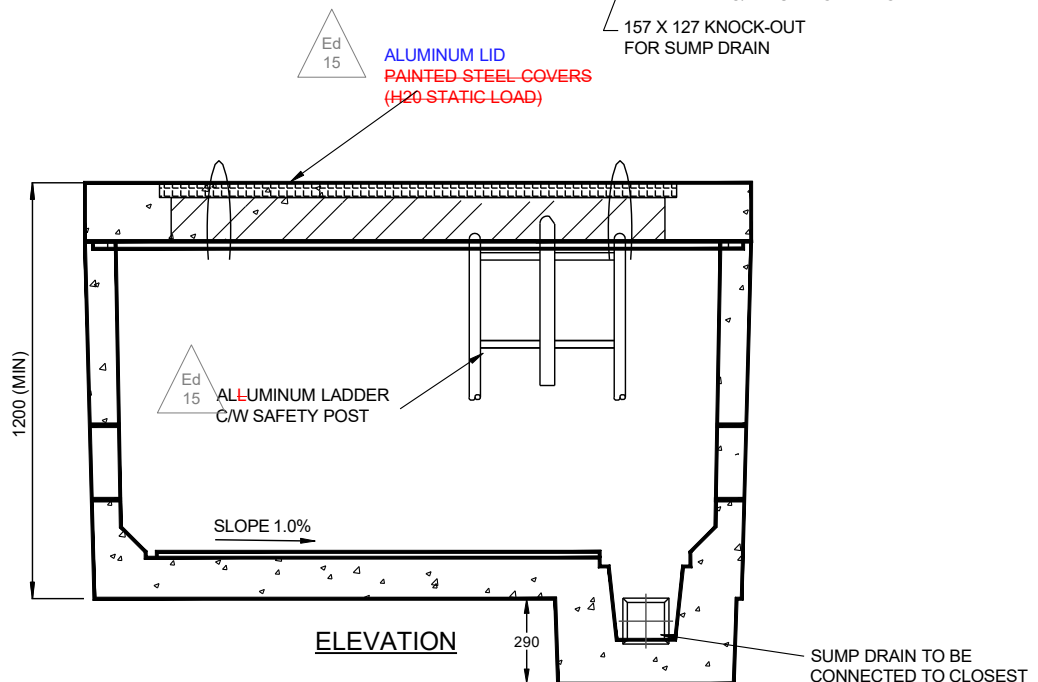 157 X 127 KNOCK-OUT
FOR SUMP DRAIN
Ed
15
ALUMINUM LID
PAINTED STEEL COVERS
(H20 STATIC LOAD)
1200 (MIN)
Ed
15
ALLUMINUM LADDER
C/W SAFETY POST
SLOPE 1.0%
ELEVATION
290
SUMP DRAIN TO BE
CONNECTED TO CLOSEST